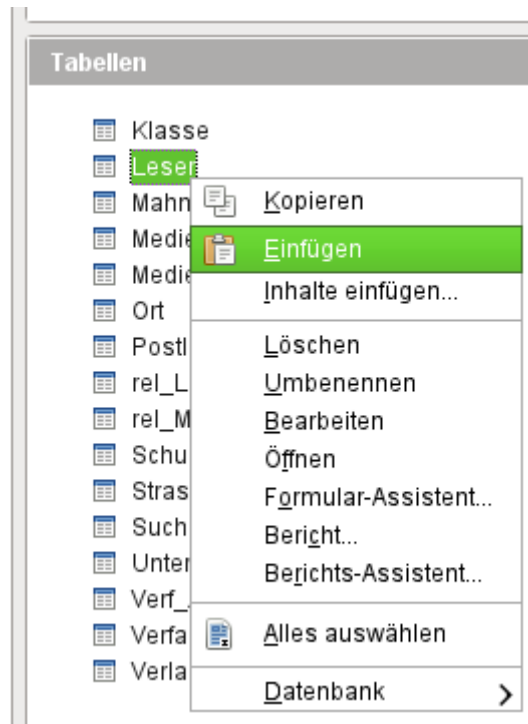 Tabellen
Klasse
Leser
Mahn
Medie
Medie
Ort
Postl
rel_L
rel_M
Schu
Stras
Such
Unter
Verf_
Verfa
Verla
Kopieren
Einfügen
Inhalte einfügen...
Löschen
Umbenennen
Bearbeiten
Öffnen
Formular-Assistent...
Bericht...
Berichts-Assistent...
Alles auswählen
Datenbank